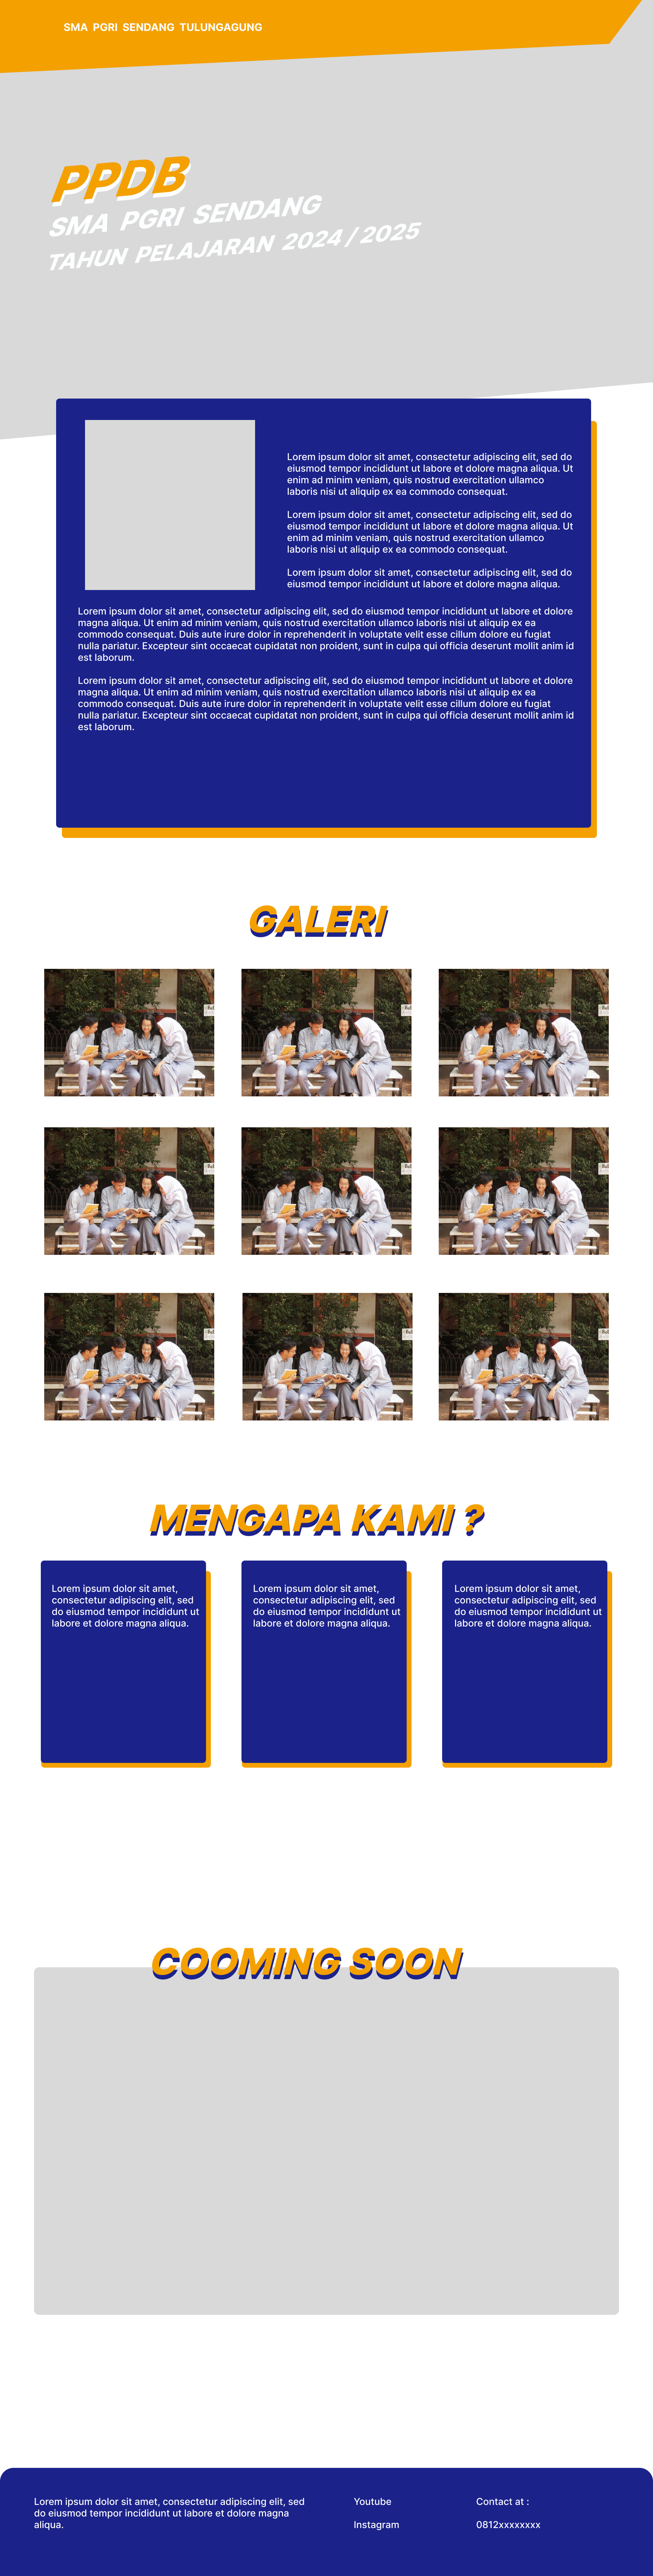 SMA PGRI SENDANG TULUNGAGUNG
PPDB
SMA PGRI SENDANG
TAHUN PELAJARAN 2024 / 2025
Lorem ipsum dolor sit amet, consectetur adipiscing elit, sed do
eiusmod tempor incididunt ut labore et dolore magna aliqua. Ut
enim ad minim veniam, quis nostrud exercitation ullamco
laboris nisi ut aliquip ex ea commodo consequat.
Lorem ipsum dolor sit amet, consectetur adipiscing elit, sed do
eiusmod tempor incididunt ut labore et dolore magna aliqua. Ut
enim ad minim veniam, quis nostrud exercitation ullamco
laboris nisi ut aliquip ex ea commodo consequat.
Lorem ipsum dolor sit amet, consectetur adipiscing elit, sed do
eiusmod tempor incididunt ut labore et dolore magna aliqua.
Lorem ipsum dolor sit amet, consectetur adipiscing elit, sed do eiusmod tempor incididunt ut labore et dolore
magna aliqua. Ut enim ad minim veniam, quis nostrud exercitation ullamco laboris nisi ut aliquip ex ea
commodo consequat. Duis aute irure dolor in reprehenderit in voluptate velit esse cillum dolore eu fugiat
nulla pariatur. Excepteur sint occaecat cupidatat non proident, sunt in culpa qui officia deserunt mollit anim id
est laborum.
Lorem ipsum dolor sit amet, consectetur adipiscing elit, sed do eiusmod tempor incididunt ut labore et dolore
magna aliqua. Ut enim ad minim veniam, quis nostrud exercitation ullamco laboris nisi ut aliquip ex ea
commodo consequat. Duis aute irure dolor in reprehenderit in voluptate velit esse cillum dolore eu fugiat
nulla pariatur. Excepteur sint occaecat cupidatat non proident, sunt in culpa qui officia deserunt mollit anim id
est laborum.
GALERI
MENGAPA KAMI ?
Lorem ipsum dolor sit amet,
consectetur adipiscing elit, sed
do eiusmod tempor incididunt ut
labore et dolore magna aliqua.
Lorem ipsum dolor sit amet,
consectetur adipiscing elit, sed
do eiusmod tempor incididunt ut
labore et dolore magna aliqua.
Lorem ipsum dolor sit amet,
consectetur adipiscing elit, sed
do eiusmod tempor incididunt ut
labore et dolore magna aliqua.
COOMING SOON
Lorem ipsum dolor sit amet, consectetur adipiscing elit, sed
do eiusmod tempor incididunt ut labore et dolore magna
aliqua.
Youtube
Instagram
Contact at :
0812xxxxxxxx